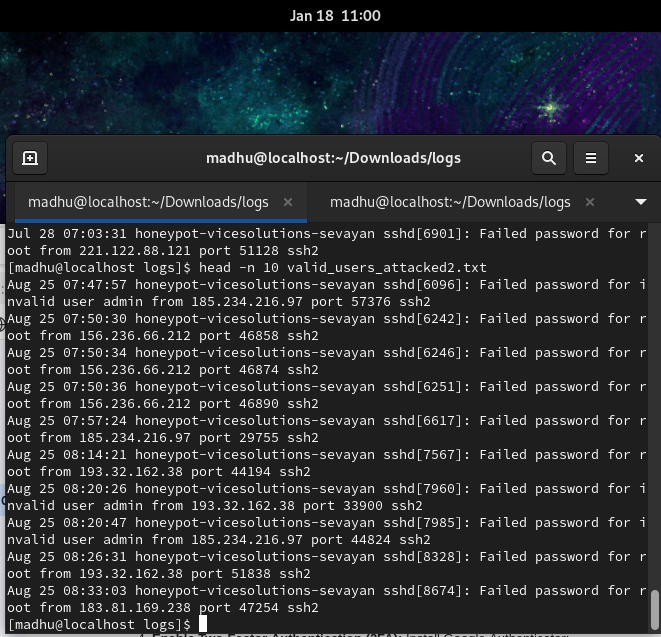 Jan 18 11:00
madhu@localhost:~/Downloads/logs
madhu@localhost:~/Downloads/logs
madhu@localhost:~/Downloads/logs
Jul 28 07:03:31 honeypot-vicesolutions-sevayan sshd[6901]: Failed password for r
oot from 221.122.88.121 port 51128 ssh2
[madhu@localhost logs]$ head -n 10 valid_users_attacked2.txt
Aug 25 07:47:57 honeypot-vicesolutions-sevayan sshd[6096]: Failed password for i
nvalid user admin from 185.234.216.97 port 57376 ssh2
Aug 25 07:50:30 honeypot-vicesolutions-sevayan sshd[6242]: Failed password for r
oot from 156.236.66.212 port 46858 ssh2
Aug 25 07:50:34 honeypot-vicesolutions-sevayan sshd[6246]: Failed password for r
oot from 156.236.66.212 port 46874 ssh2
Aug 25 07:50:36 honeypot-vicesolutions-sevayan sshd[6251]: Failed password for r
oot from 156.236.66.212 port 46890 ssh2
Aug 25 07:57:24 honeypot-vicesolutions-sevayan sshd[6617]: Failed password for r
oot from 185.234.216.97 port 29755 ssh2
Aug 25 08:14:21 honeypot-vicesolutions-sevayan sshd[7567]: Failed password for r
oot from 193.32.162.38 port 44194 ssh2
Aug 25 08:20:26 honeypot-vicesolutions-sevayan sshd[7960]: Failed password for i
nvalid user admin from 193.32.162.38 port 33900 ssh2
Aug 25 08:20:47 honeypot-vicesolutions-sevayan sshd[7985]: Failed password for i
nvalid user admin from 185.234.216.97 port 44824 ssh2
Aug 25 08:26:31 honeypot-vicesolutions-sevayan sshd[8328]: Failed password for r
oot from 193.32.162.38 port 51838 ssh2
Aug 25 08:33:03 honeypot-vicesolutions-sevayan sshd[8674]: Failed password for r
oot from 183.81.169.238 port 47254 ssh2
[madhu@localhost logs]$